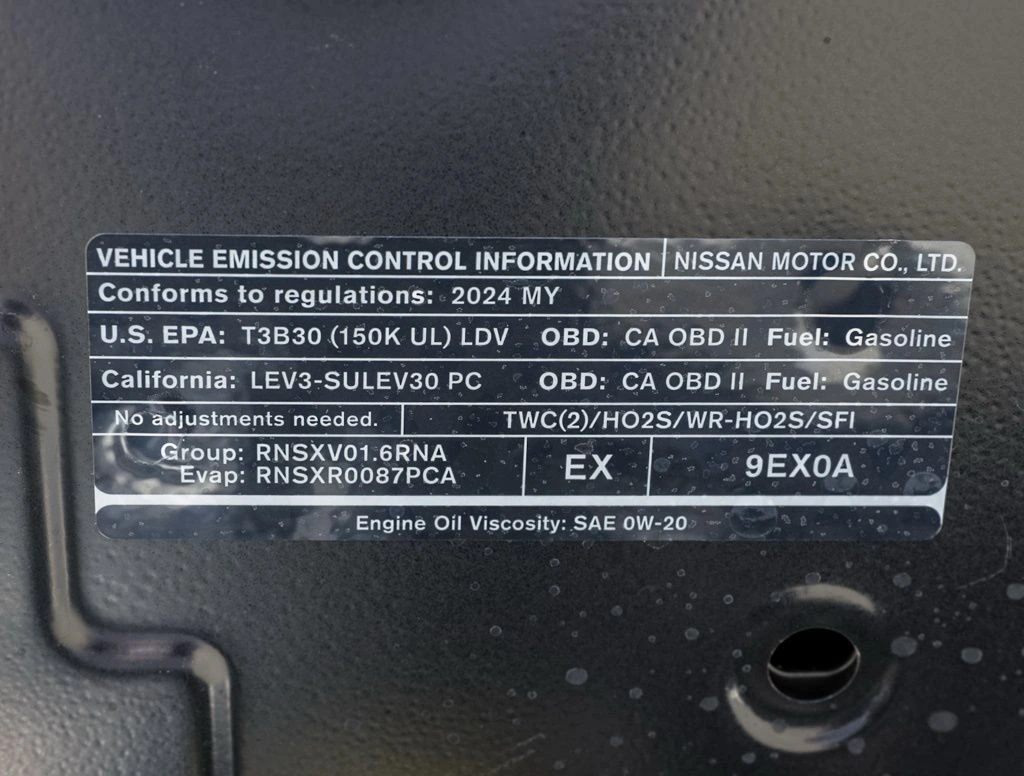 VEHICLE EMISSION CONTROL INFORMATION NISSAN MOTOR CO., LTD.
Conforms to regulations: 2024 MY
U.S. EPA: T3B30 (150K UL) LDV OBD: CA OBD II Fuel: Gasoline
California: LEV3-SULEV30 PC OBD: CA OBD II Fuel: Gasoline
No adjustments needed. TWC(2)/HO2S/WR-HO2S/SFI
Group: RNSXV01.6RNA
Evap: RNSXR0087PCA
EX 9EX0A
Engine Oil Viscosity: SAE 0W-20